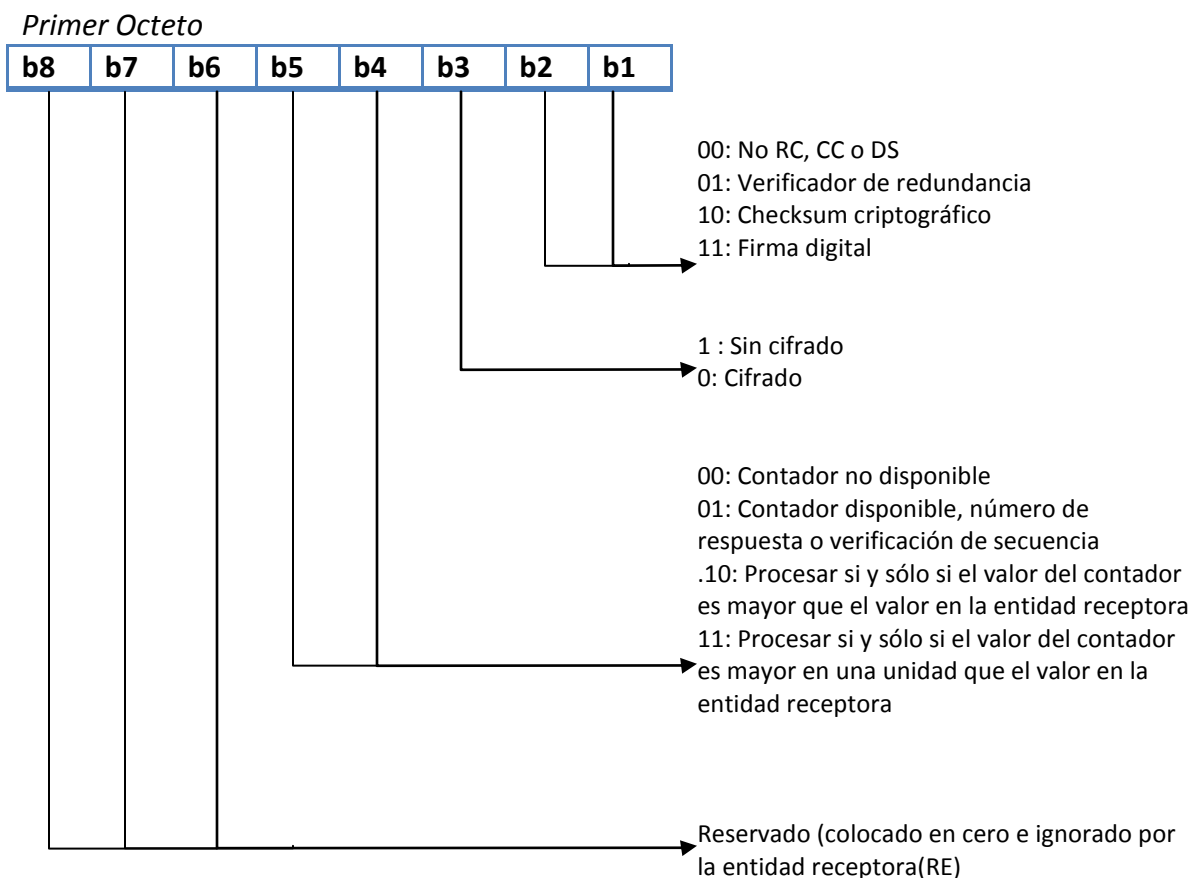 Primer Octeto
b8 b7 b6 b5 b4 b3 b2 b1
00: No RC, CC o DS
01: Verificador de redundancia
10: Checksum criptográfico
11: Firma digital
1 : Sin cifrado
0: Cifrado
00: Contador no disponible
01: Contador disponible, número de
respuesta o verificación de secuencia
.10: Procesar si y sólo si el valor del contador
es mayor que el valor en la entidad receptora
11: Procesar si y sólo si el valor del contador
es mayor en una unidad que el valor en la
entidad receptora
Reservado (colocado en cero e ignorado por
la entidad receptora(RE)